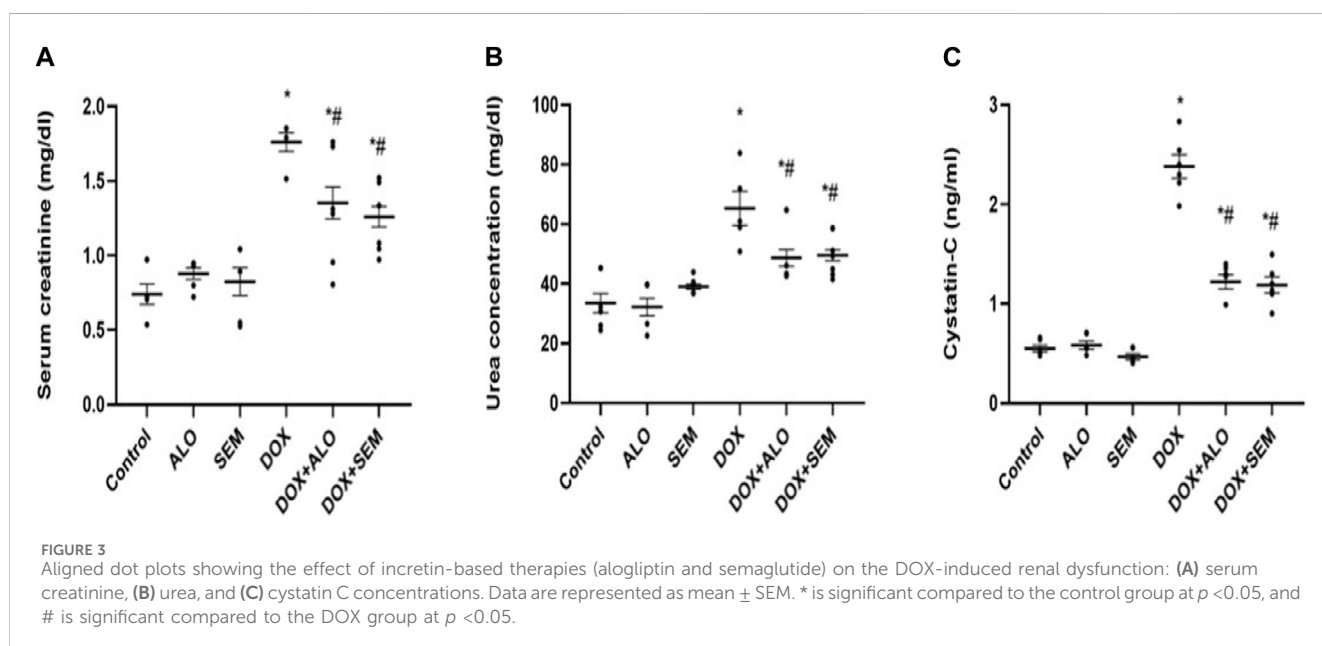 A
B
C
Serum creatinine (mg/dl)
2.0
1.5
1.0
0.5
0.0
*
*#
*#
Control
ALO
SEM
DOX
DOX+ALO
DOX+SEM
Urea concentration (mg/dl)
100
80
60
40
20
0
*
*#
*#
Control
ALO
SEM
DOX
DOX+ALO
DOX+SEM
Cystatin-C (ng/ml)
3
2
1
0
*
*#
*#
Control
ALO
SEM
DOX
DOX+ALO
DOX+SEM
FIGURE 3
Aligned dot plots showing the effect of incretin-based therapies (alogliptin and semaglutide) on the DOX-induced renal dysfunction: (A) serum
creatinine, (B) urea, and (C) cystatin C concentrations. Data are represented as mean ± SEM. * is significant compared to the control group at p <0.05, and
# is significant compared to the DOX group at p <0.05.